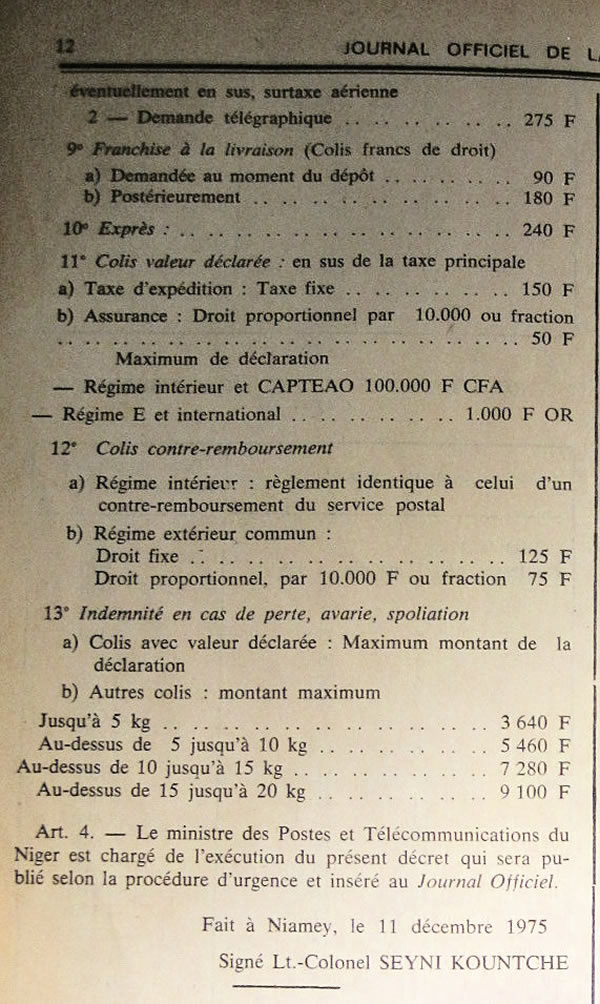 12 JOURNAL OFFICIEL DE LA
éventuellement en sus, surtaxe aérienne
2 — Demande télégraphique .. .. .. .. .. .. 275 F
9° Franchise à la livraison (Colis francs de droit)
a) Demandée au moment du dépôt .. .. .. .. .. 90 F
b) Postérieurement .. .. .. .. .. .. .. .. .. 180 F
10° Exprès : .. .. .. .. .. .. .. .. .. .. .. 240 F
11° Colis valeur déclarée : en sus de la taxe principale
a) Taxe d'expédition : Taxe fixe .. .. .. .. .. 150 F
b) Assurance : Droit proportionnel par 10.000 ou fraction
.. .. .. .. .. .. .. .. .. .. .. .. .. .. .. 50 F
Maximum de déclaration
— Régime intérieur et CAPTEAO 100.000 F CFA
— Régime E et international .. .. .. .. .. .. 1.000 F OR
12° Colis contre-remboursement
a) Régime intérieur : règlement identique à celui d'un
contre-remboursement du service postal
b) Régime extérieur commun :
Droit fixe .. .. .. .. .. .. .. .. .. .. .. 125 F
Droit proportionnel, par 10.000 F ou fraction 75 F
13° Indemnité en cas de perte, avarie, spoliation
a) Colis avec valeur déclarée : Maximum montant de la
déclaration
b) Autres colis : montant maximum
Jusqu'à 5 kg .. .. .. .. .. .. .. .. .. .. .. 3 640 F
Au-dessus de 5 jusqu'à 10 kg .. .. .. .. .. .. 5 460 F
Au-dessus de 10 jusqu'à 15 kg .. .. .. .. .. .. 7 280 F
Au-dessus de 15 jusqu'à 20 kg .. .. .. .. .. .. 9 100 F
Art. 4. — Le ministre des Postes et Télécommunications du
Niger est chargé de l'exécution du présent décret qui sera pu-
blié selon la procédure d'urgence et inséré au Journal Officiel.
Fait à Niamey, le 11 décembre 1975
Signé Lt.-Colonel SEYNI KOUNTCHE